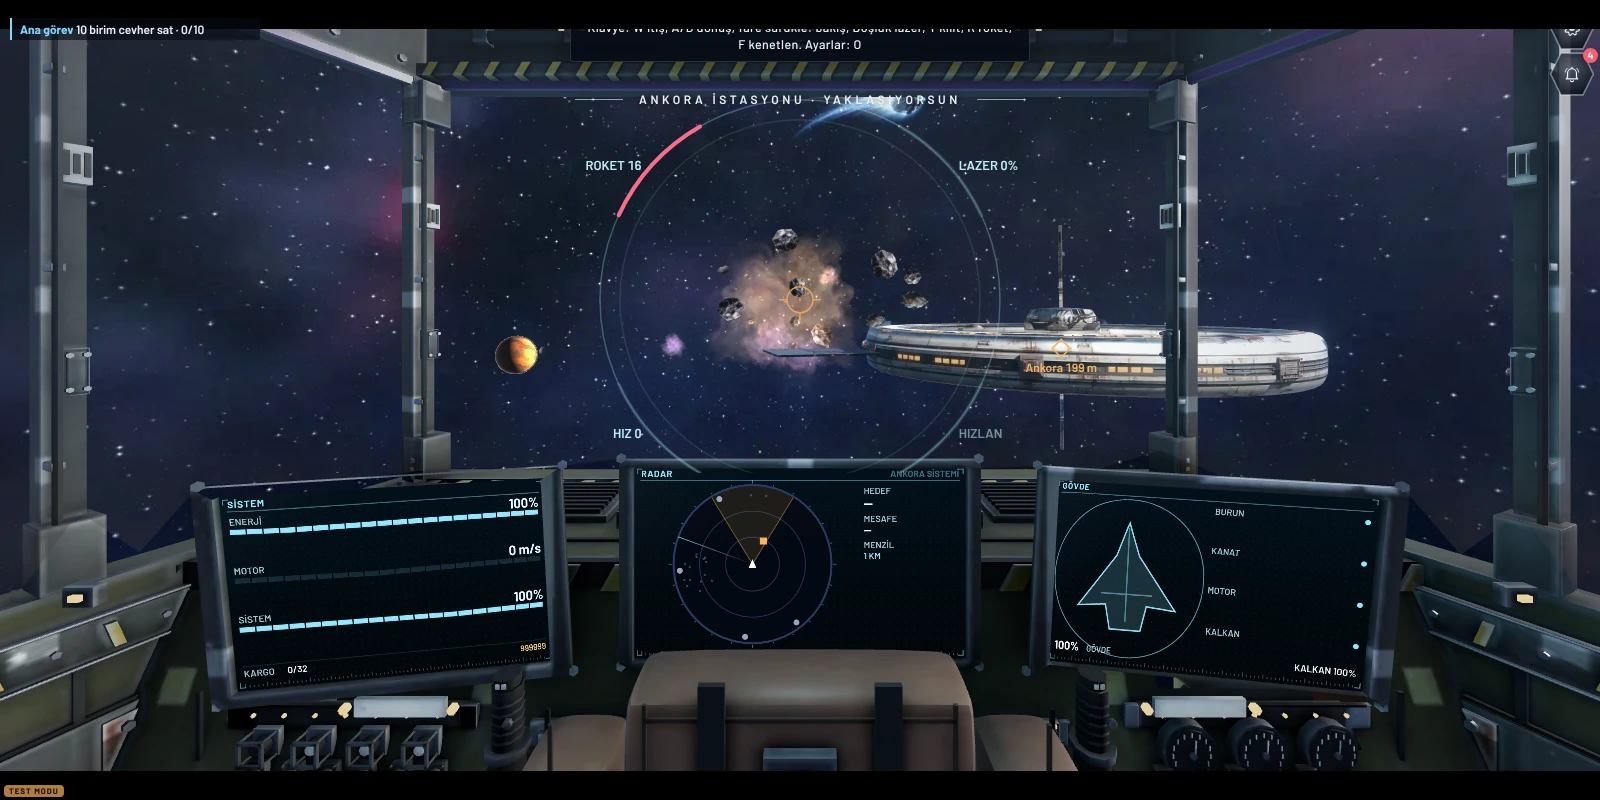 Ana görev 10 birim cevher sat · 0/10
F kenetlen. Ayarlar: O
4
ANKORA İSTASYONU · YAKLAŞIYORSUN
ROKET 16
LAZER 0%
Ankora 199 m
HIZ 0
HIZLAN
SİSTEM
100%
ENERJİ
0 m/s
MOTOR
100%
SİSTEM
999999
KARGO 0/32
RADAR
ANKORA SİSTEMİ
HEDEF
—
MESAFE
—
MENZİL
1 KM
GÖVDE
BURUN
KANAT
MOTOR
KALKAN
100% GÖVDE
KALKAN 100%
TEST MODU